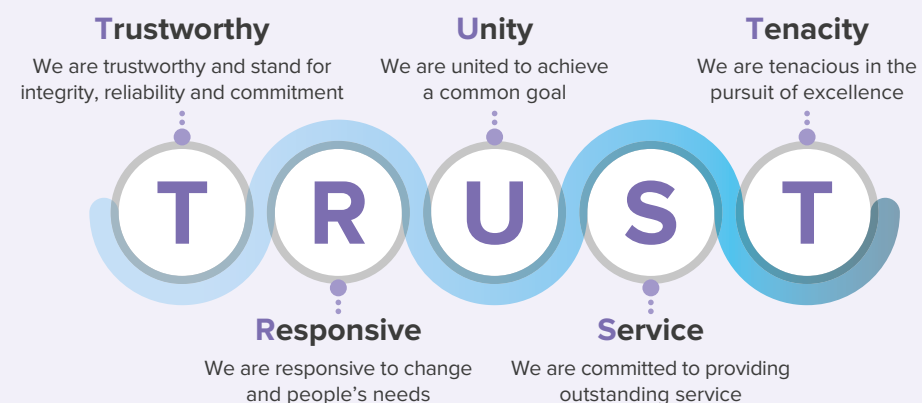 Trustworthy
We are trustworthy and stand for
integrity, reliability and commitment
Unity
We are united to achieve
a common goal
Tenacity
We are tenacious in the
pursuit of excellence
T R U S T
Responsive
We are responsive to change
and people’s needs
Service
We are committed to providing
outstanding service